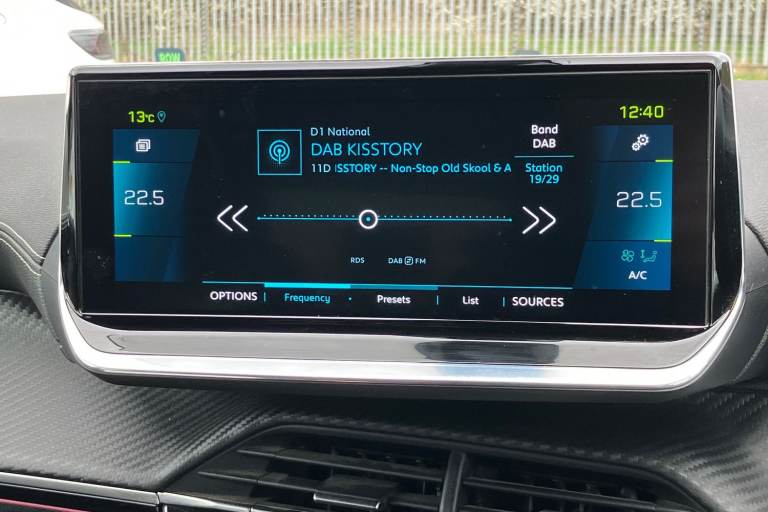 13°C
12:40
D1 National
DAB KISSTORY
11D ISSTORY -- Non-Stop Old Skool & A
Band
DAB
Station
19/29
22.5
22.5
RDS
DAB FM
A/C
OPTIONS Frequency Presets List SOURCES